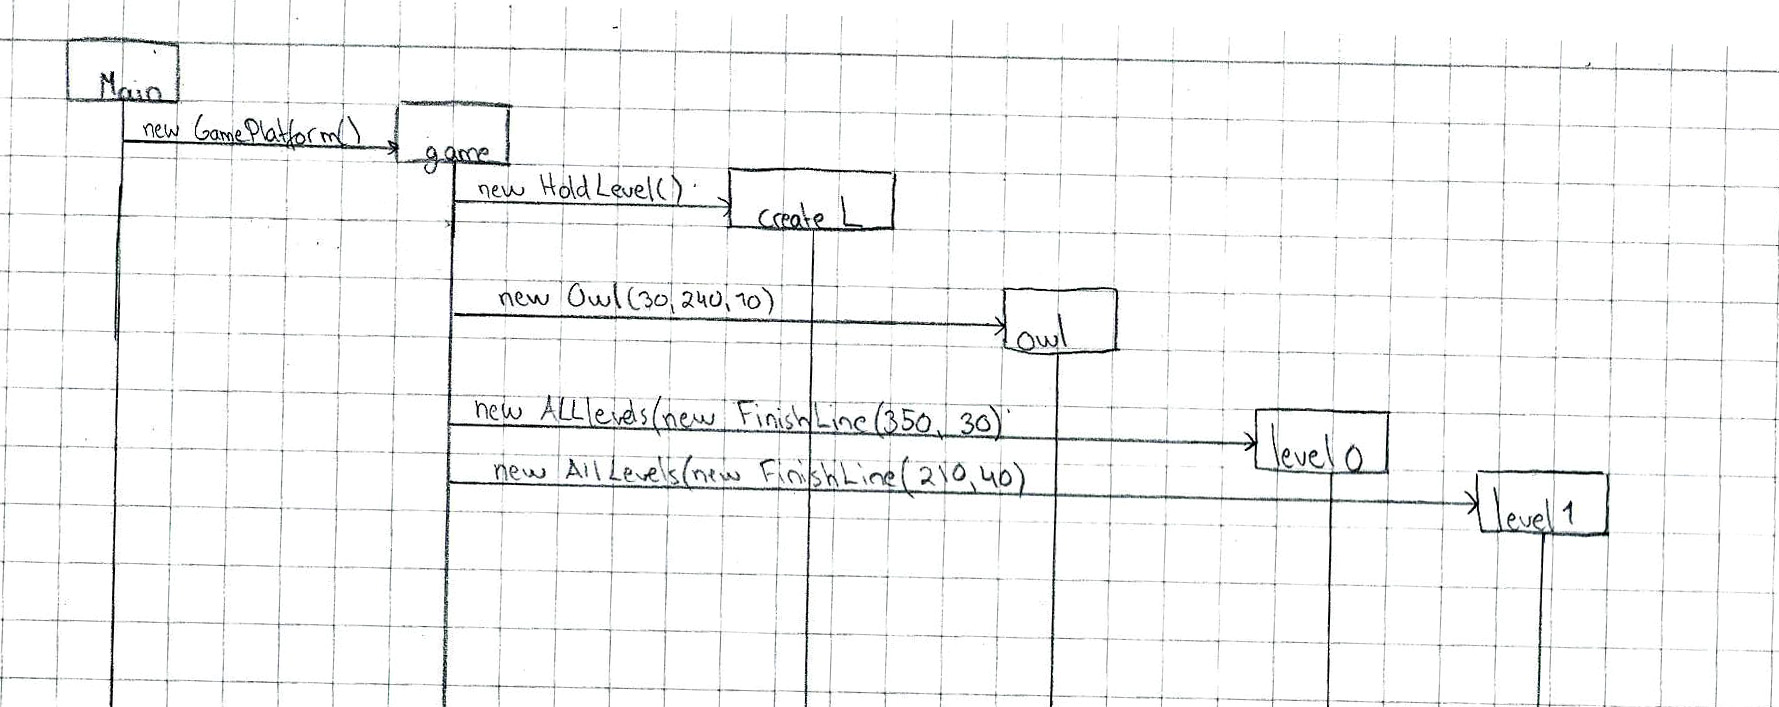 Main
new GamePlatform()
game
new HoldLevel()
create L
new Owl(30,240,10)
owl
new ALLlevels(new FinishLine(350, 30)
level 0
new AllLevels(new FinishLine(210,40)
level 1